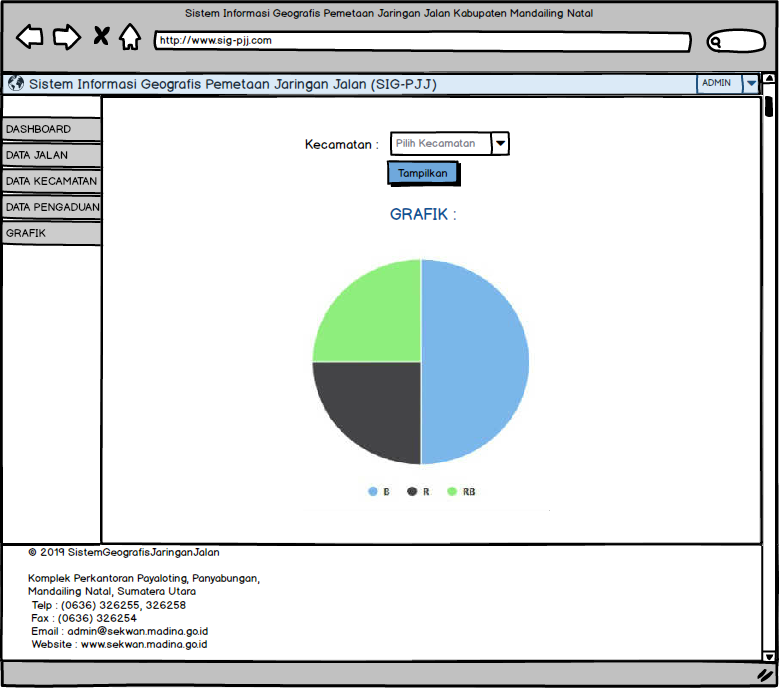 Sistem Informasi Geografis Pemetaan Jaringan Jalan Kabupaten Mandailing Natal
http://www.sig-pjj.com
Sistem Informasi Geografis Pemetaan Jaringan Jalan (SIG-PJJ)
ADMIN
DASHBOARD
DATA JALAN
DATA KECAMATAN
DATA PENGADUAN
GRAFIK
Kecamatan :
Pilih Kecamatan
Tampilkan
GRAFIK :
B R RB
© 2019 SistemGeografisJaringanJalan
Komplek Perkantoran Payaloting, Panyabungan,
Mandailing Natal, Sumatera Utara
Telp : (0636) 326255, 326258
Fax : (0636) 326254
Email : admin@sekwan.madina.go.id
Website : www.sekwan.madina.go.id